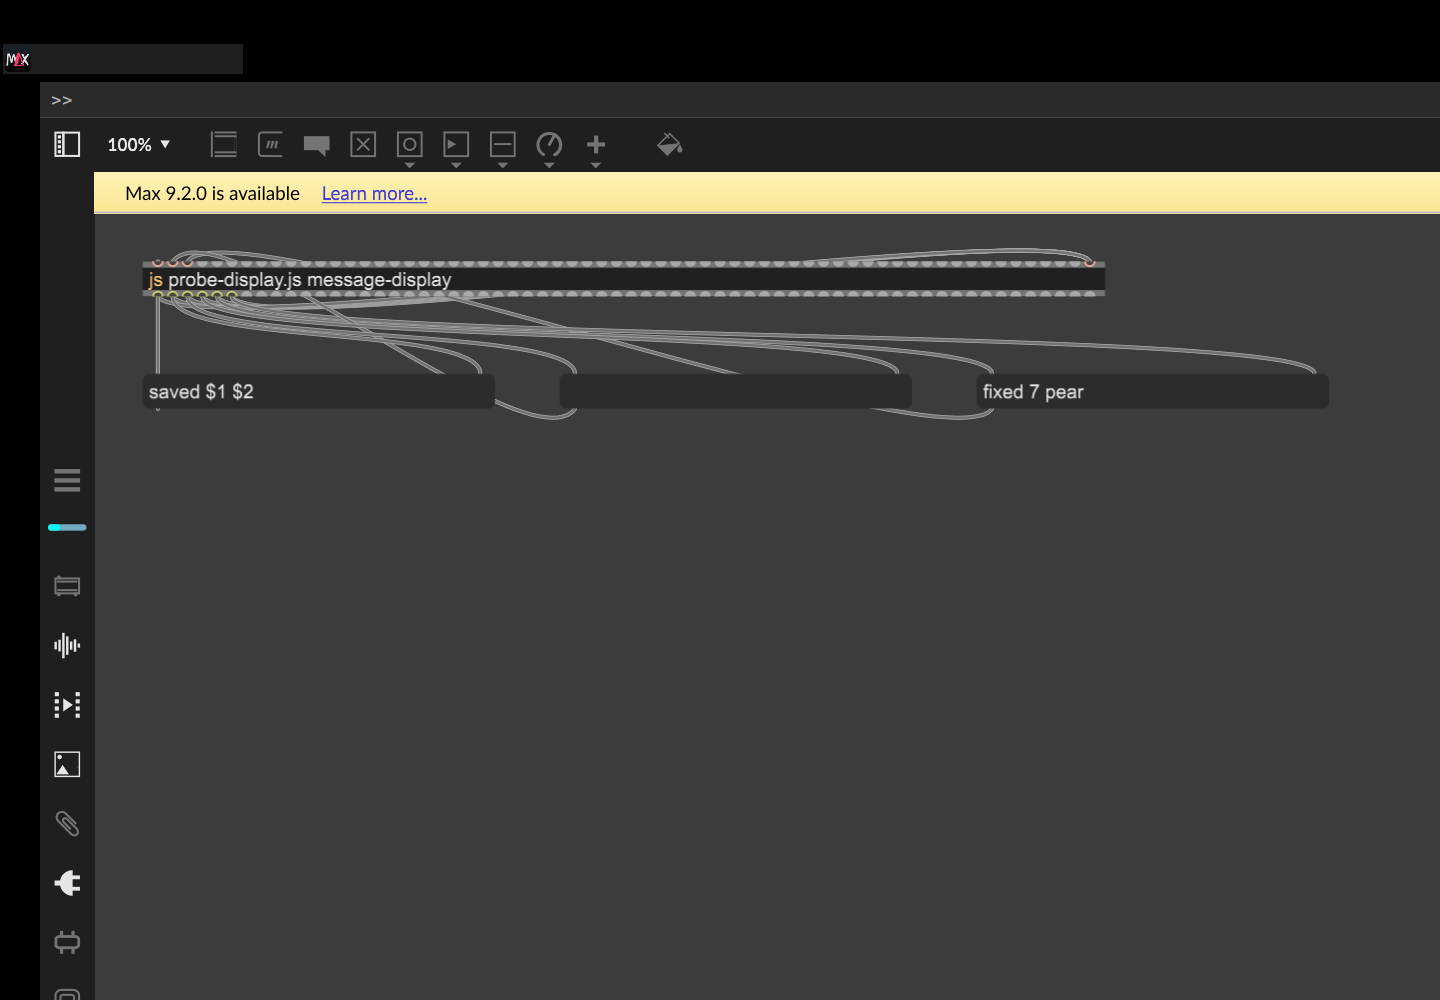 MAX
>>
100%
m
Max 9.2.0 is available Learn more...
js probe-display.js message-display
saved $1 $2
fixed 7 pear